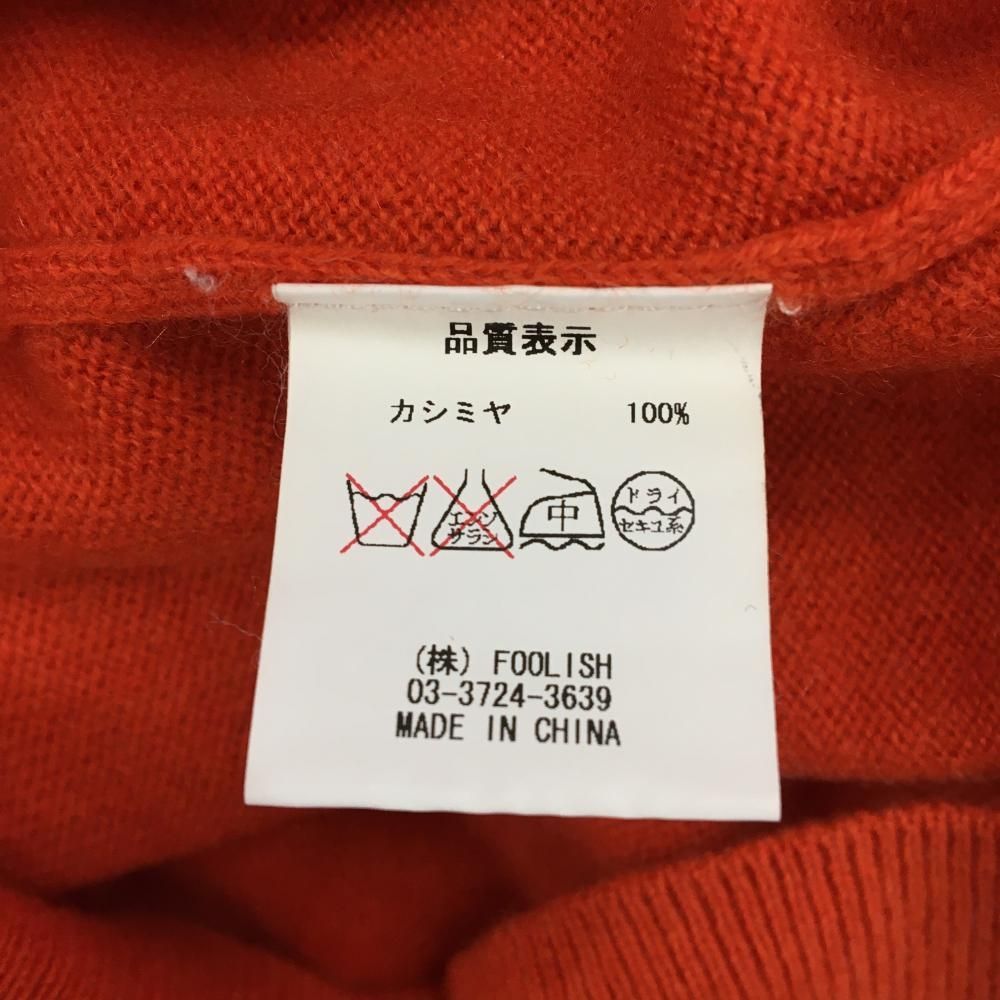 品質表示
カシミヤ 100%
エンソ
サラシ
中
ドライ
セキユ系
(株) FOOLISH
03-3724-3639
MADE IN CHINA